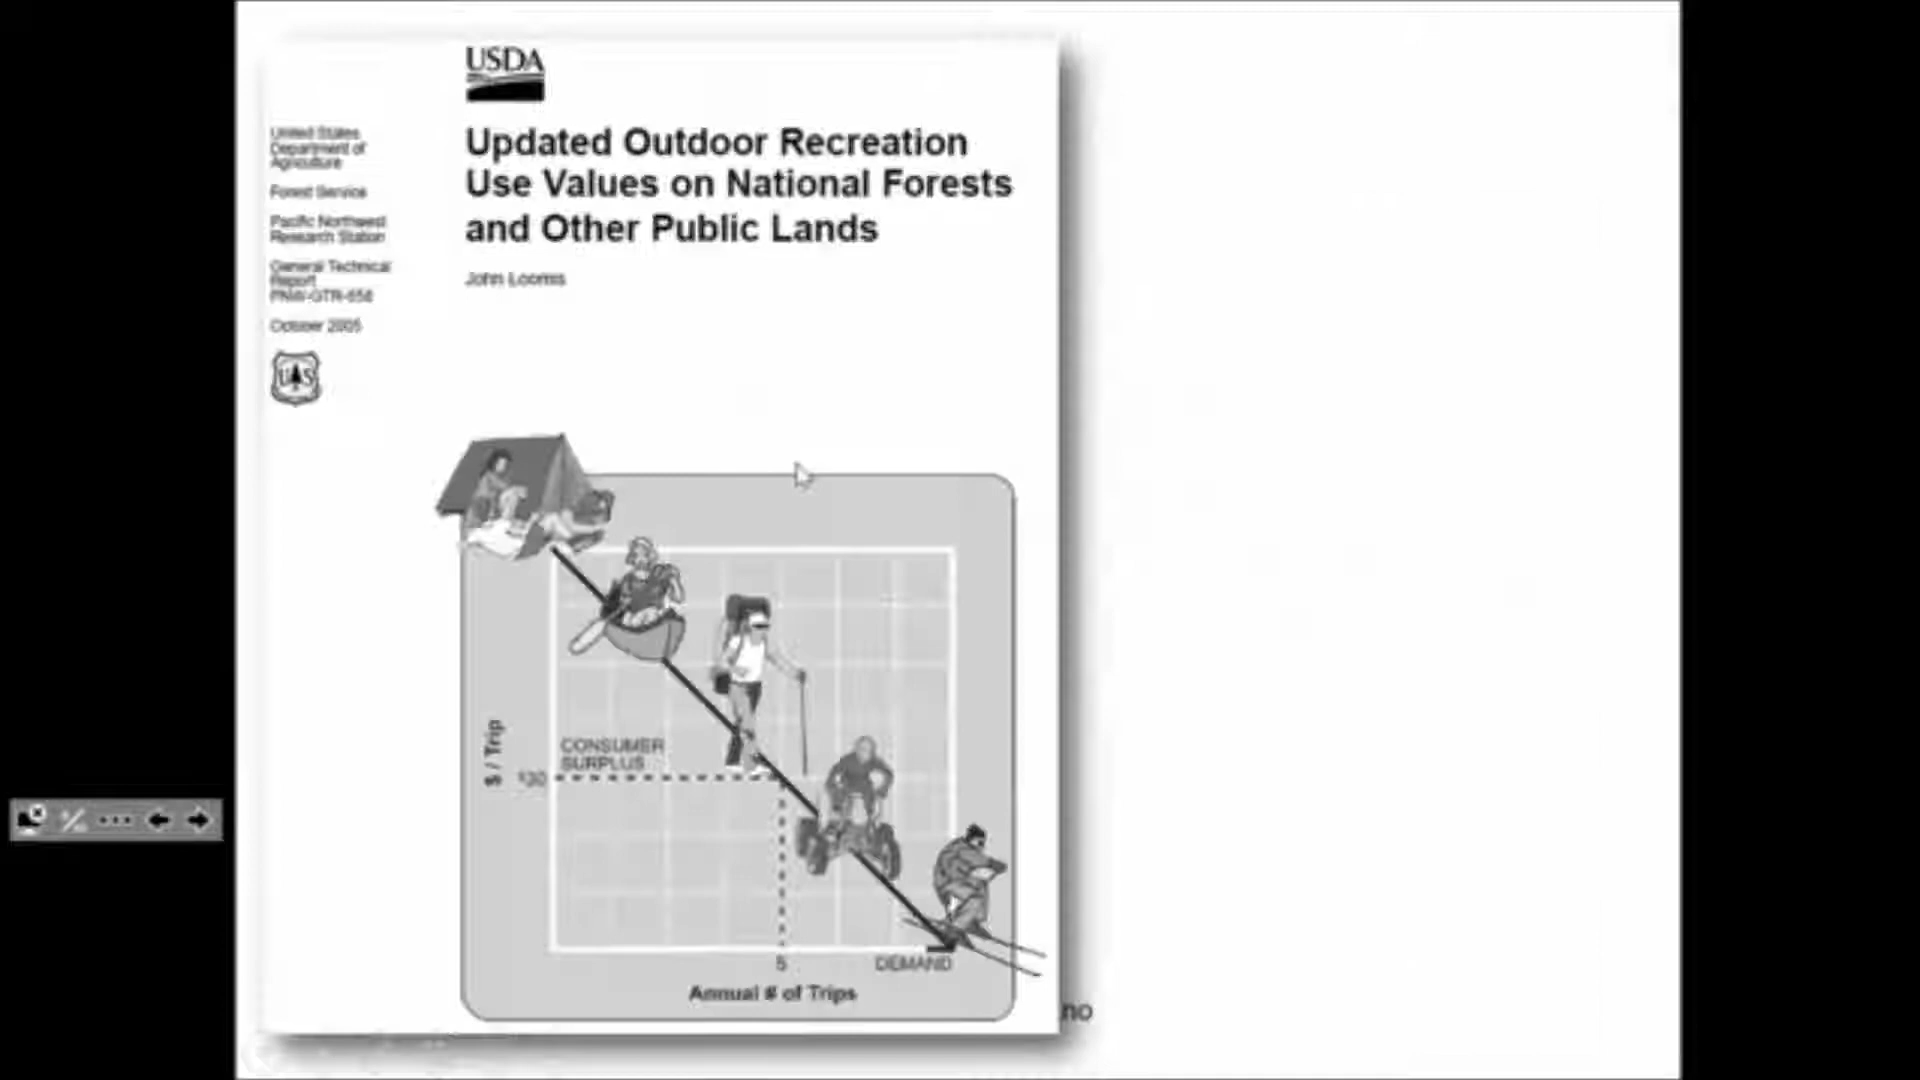 USDA
United States
Department of
Agriculture
Forest Service
Pacific Northwest
Research Station
General Technical
Report
PNW-GTR-658
October 2005
Updated Outdoor Recreation
Use Values on National Forests
and Other Public Lands
John Loomis
U S
CONSUMER
SURPLUS
$ / Trip
$30
5
DEMAND
Annual # of Trips
no